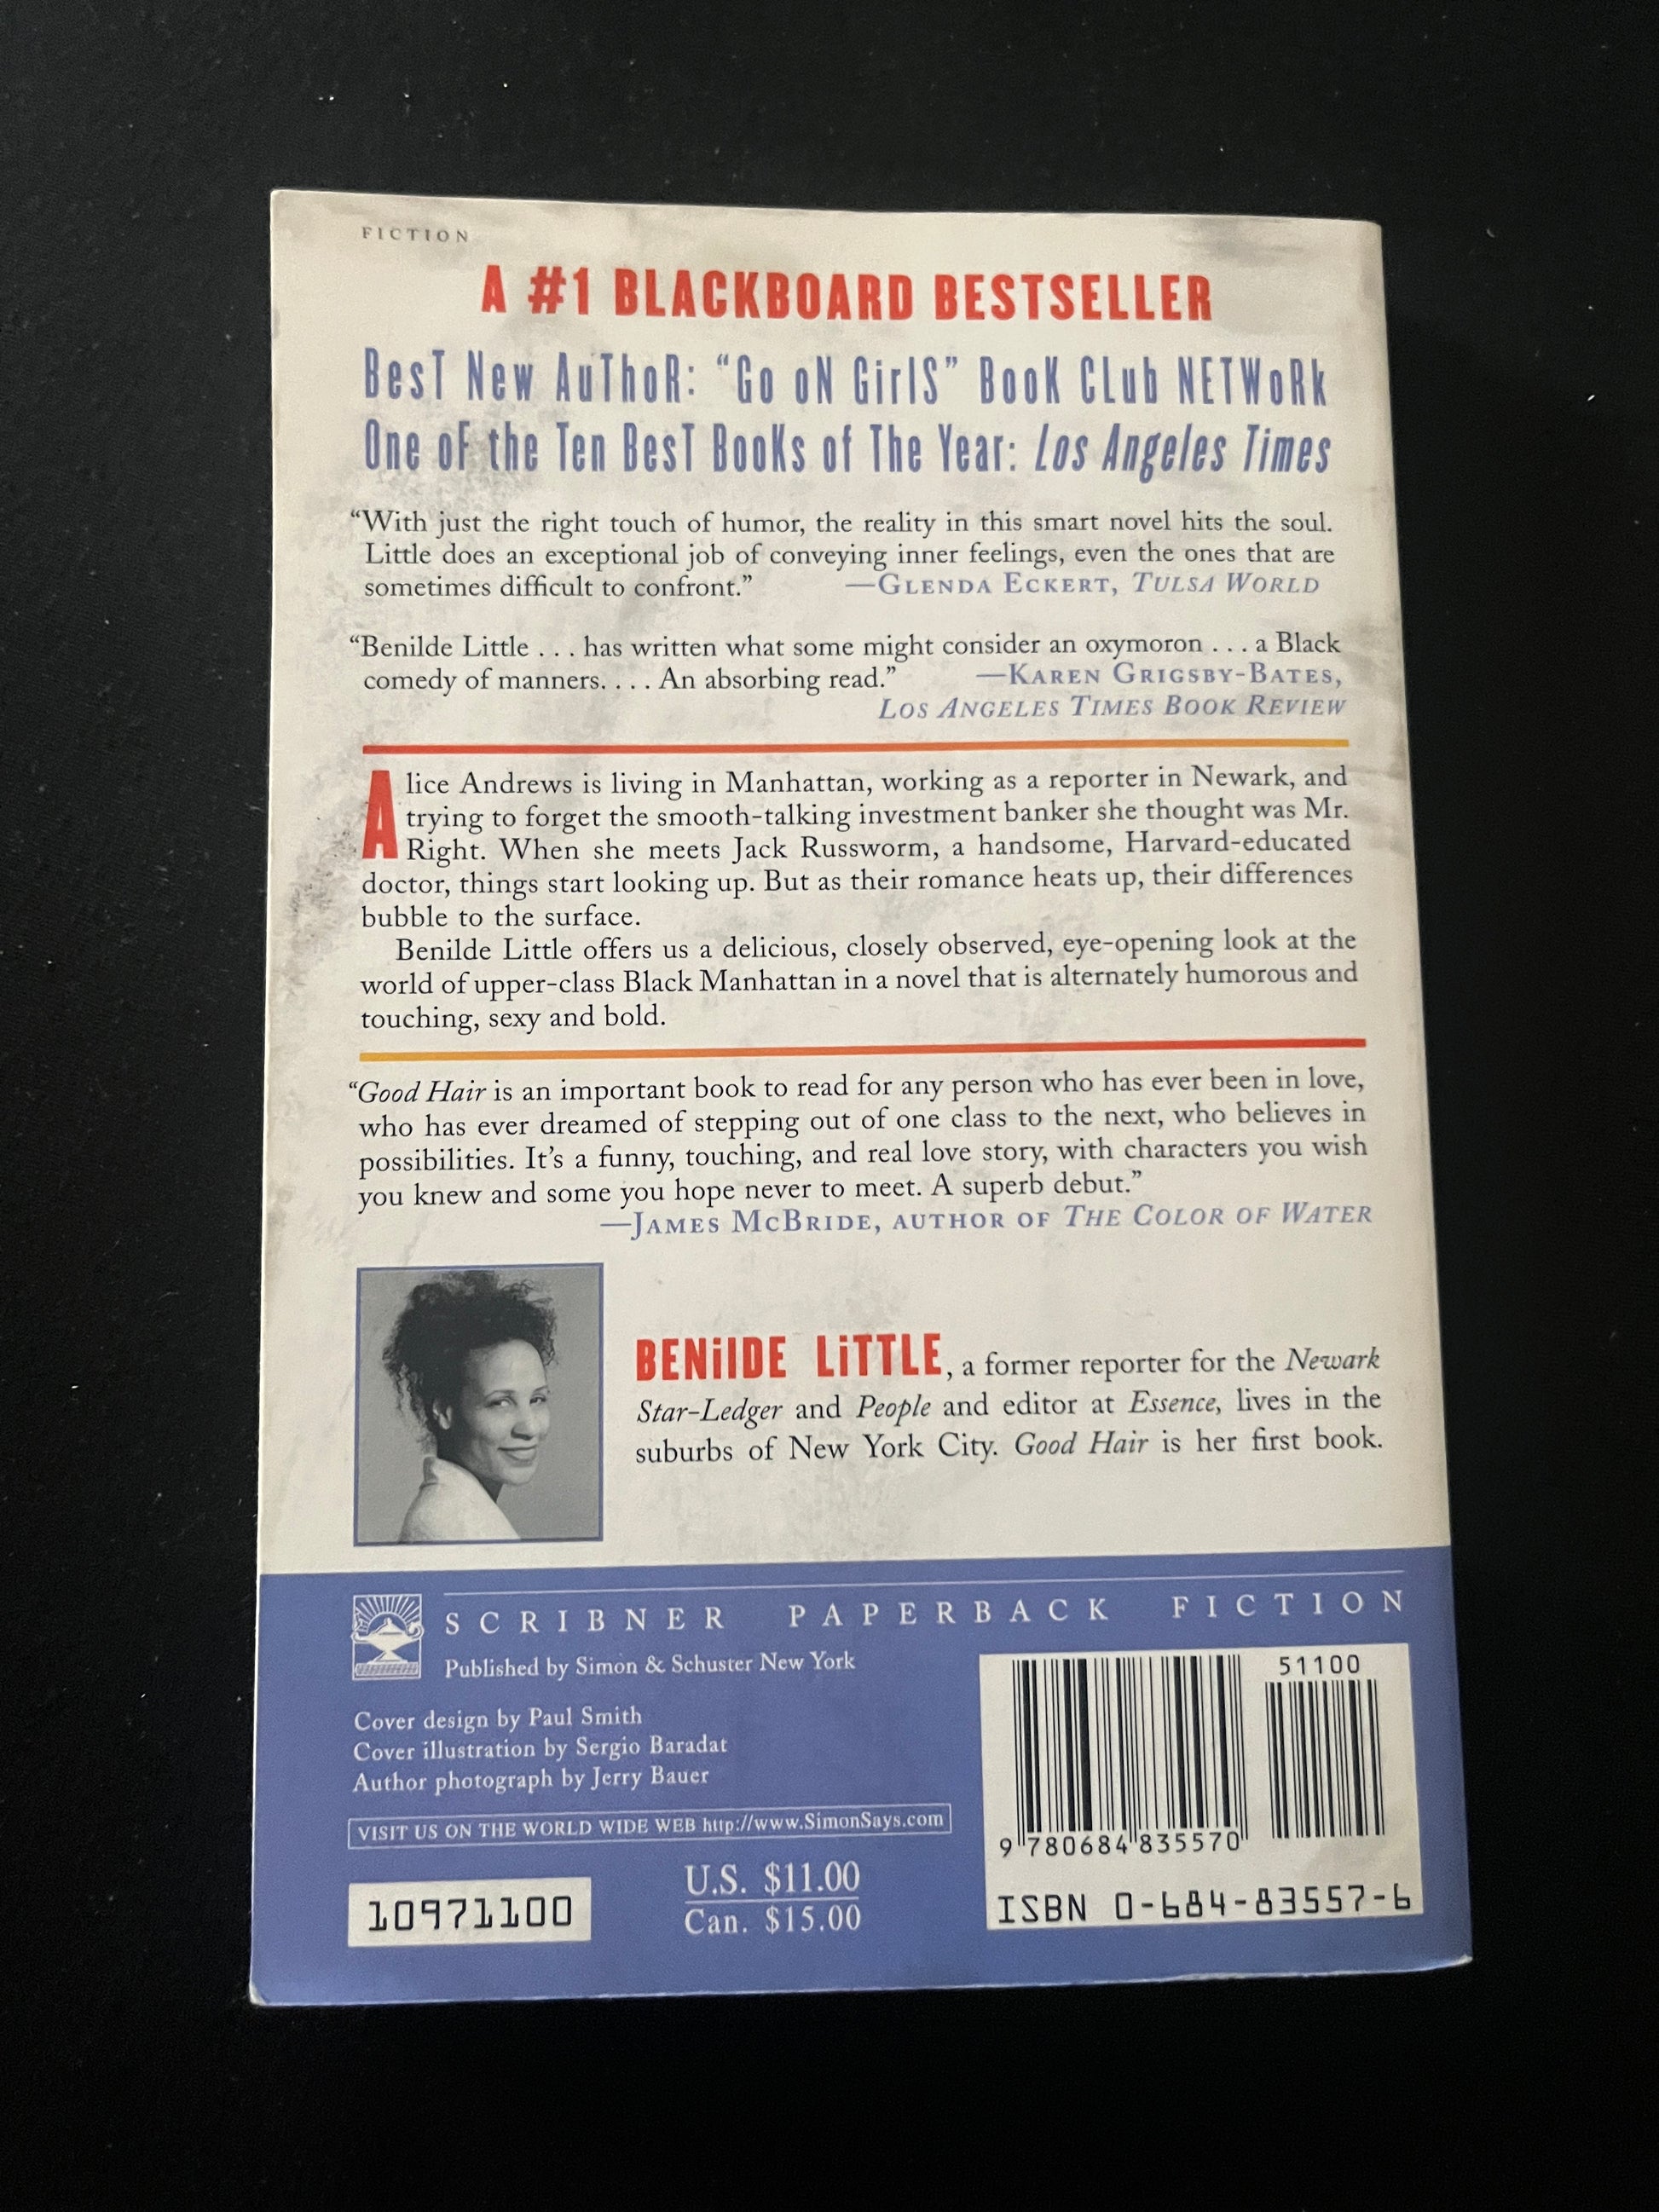 FICTION
A #1 BLACKBOARD BESTSELLER
BesT New AuThoR: “Go oN GirlS” BooK CLub NETWoRk
One oF the Ten BesT BooKs of The Year: Los Angeles Times
“With just the right touch of humor, the reality in this smart novel hits the soul.
Little does an exceptional job of conveying inner feelings, even the ones that are
sometimes difficult to confront.” —GLENDA ECKERT, TULSA WORLD
“Benilde Little . . . has written what some might consider an oxymoron . . . a Black
comedy of manners. . . . An absorbing read.” —KAREN GRIGSBY-BATES,
LOS ANGELES TIMES BOOK REVIEW
Alice Andrews is living in Manhattan, working as a reporter in Newark, and
trying to forget the smooth-talking investment banker she thought was Mr.
Right. When she meets Jack Russworm, a handsome, Harvard-educated
doctor, things start looking up. But as their romance heats up, their differences
bubble to the surface.
Benilde Little offers us a delicious, closely observed, eye-opening look at the
world of upper-class Black Manhattan in a novel that is alternately humorous and
touching, sexy and bold.
“Good Hair is an important book to read for any person who has ever been in love,
who has ever dreamed of stepping out of one class to the next, who believes in
possibilities. It’s a funny, touching, and real love story, with characters you wish
you knew and some you hope never to meet. A superb debut.”
—JAMES MCBRIDE, AUTHOR OF THE COLOR OF WATER
BENilDE LiTTLE, a former reporter for the Newark
Star-Ledger and People and editor at Essence, lives in the
suburbs of New York City. Good Hair is her first book.
SCRIBNER PAPERBACK FICTION
Published by Simon & Schuster New York
Cover design by Paul Smith
Cover illustration by Sergio Baradat
Author photograph by Jerry Bauer
VISIT US ON THE WORLD WIDE WEB http://www.SimonSays.com
10971100
U.S. $11.00
Can. $15.00
51100
9 780684 835570
ISBN 0-684-83557-6